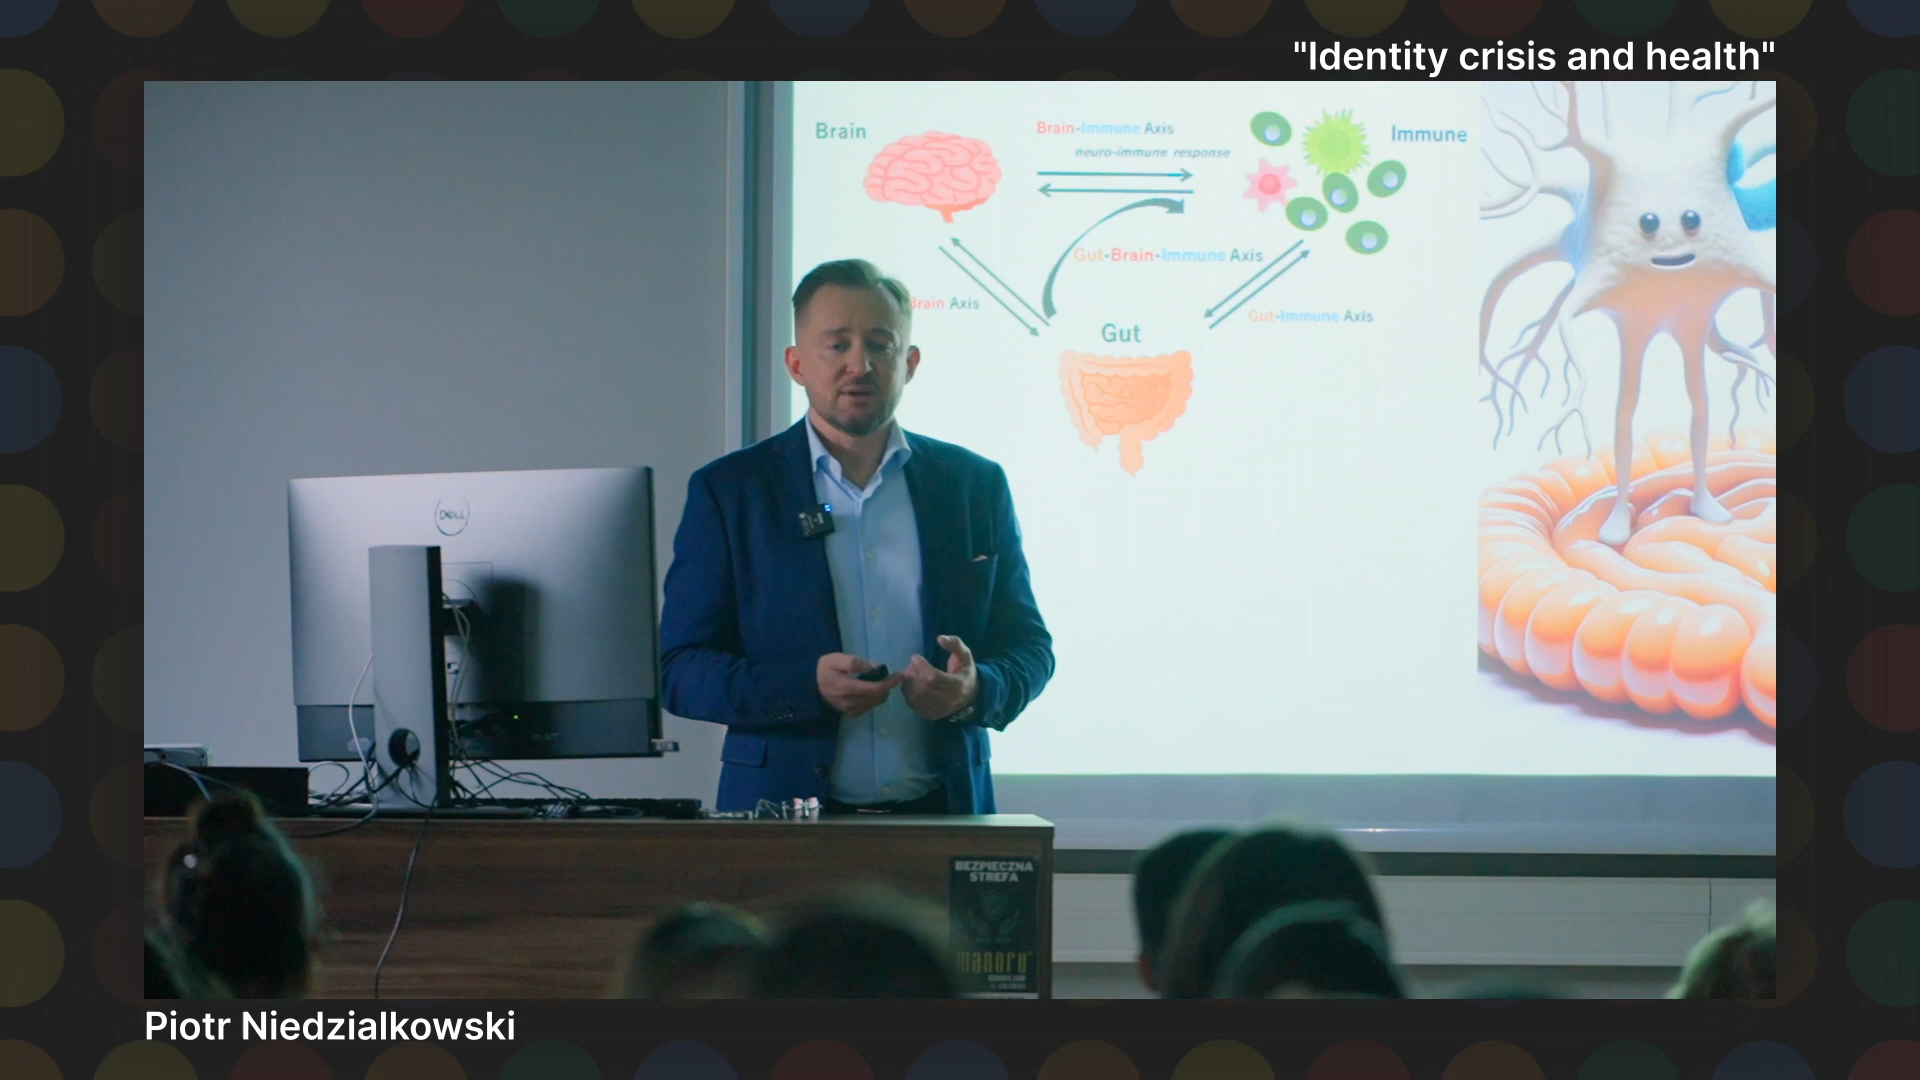 "Identity crisis and health"
Brain
Brain-Immune Axis
neuro-immune response
Immune
Gut-Brain-Immune Axis
Brain Axis
Gut-Immune Axis
Gut
DELL
BEZPIECZNA
STREFA
manoru
Piotr Niedzialkowski